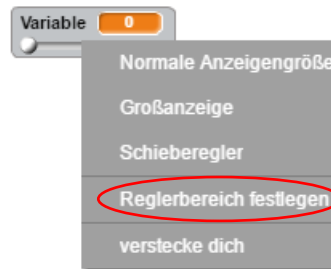 Variable 0
Normale Anzeigengröße
Großanzeige
Schieberegler
Reglerbereich festlegen
verstecke dich